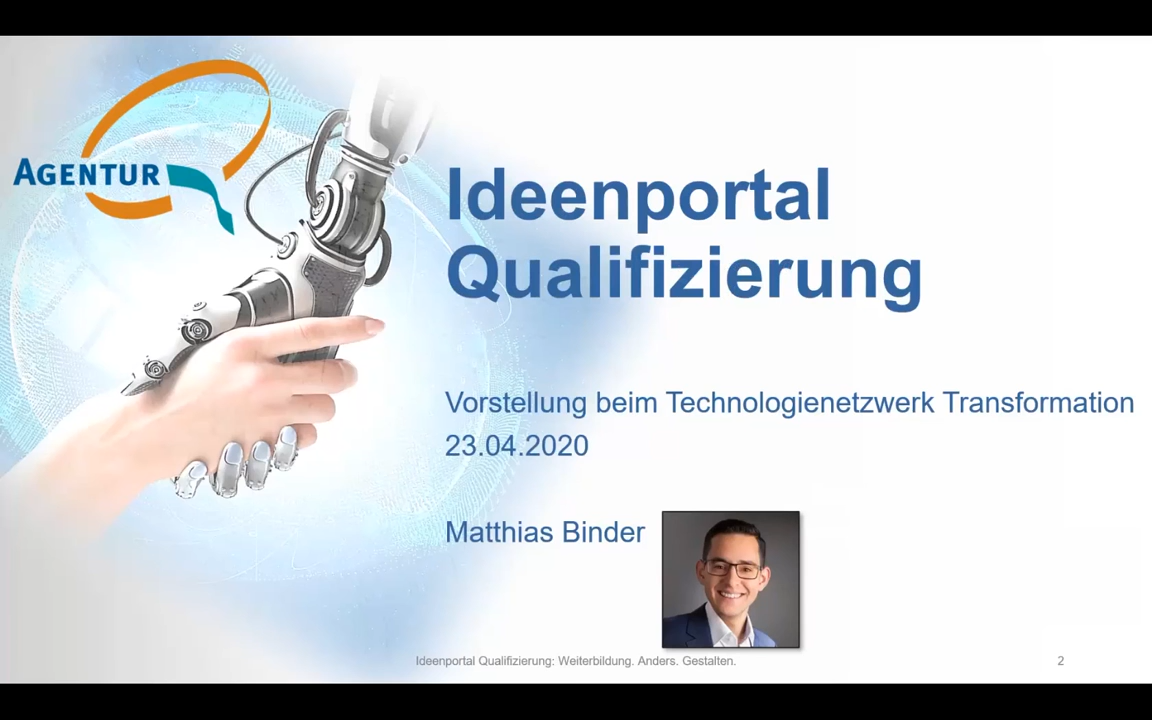 AGENTUR
Ideenportal
Qualifizierung
Vorstellung beim Technologienetzwerk Transformation
23.04.2020
Matthias Binder
Ideenportal Qualifizierung: Weiterbildung. Anders. Gestalten.
2